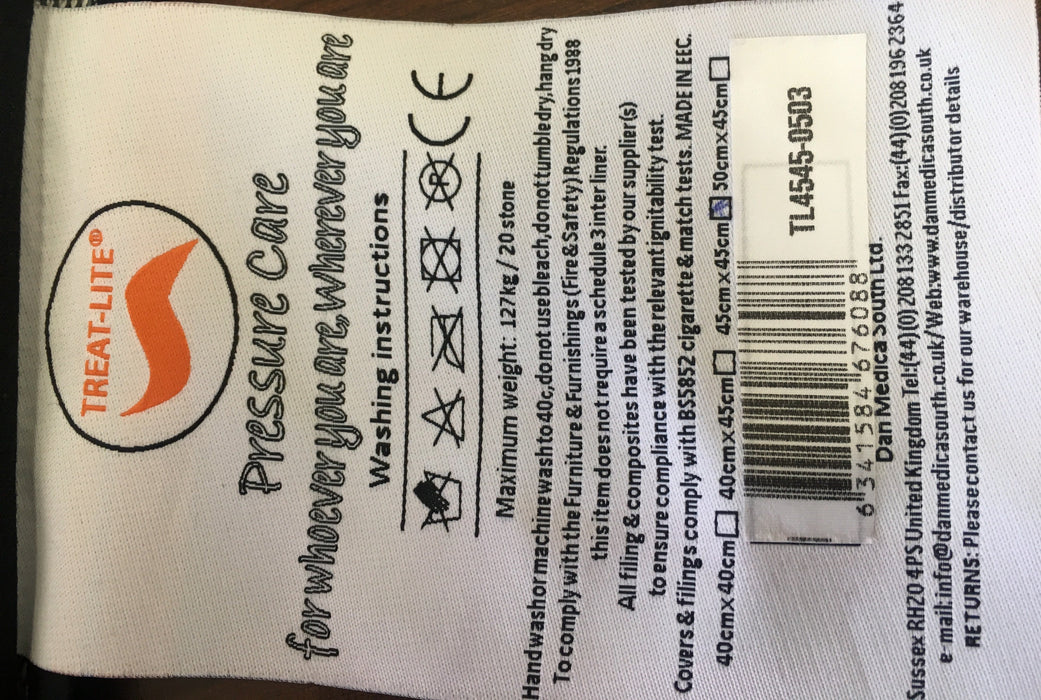 TREAT-LITE®
Pressure Care
for whoever you are, wherever you are
Washing instructions
P
CE
Maximum weight: 127kg / 20 stone
Hand wash or machine wash to 40c, do not use bleach, do not tumble dry, hang dry
To comply with the Furniture & Furnishings (Fire & Safety) Regulations 1988
this item does not require a schedule 3 inter liner.
All filing & composites have been tested by our supplier(s)
to ensure compliance with the relevant ignitability test.
Covers & filings comply with BS5852 cigarette & match tests. MADE IN EEC.
40cm x 40cm 40cm x 45cm 45cm x 45cm 50cm x 45cm
TL4545-0503
6 341584 676088
Dan Medica South Ltd.
Sussex RH20 4PS United Kingdom Tel:(44)(0)208 133 2851 Fax:(44)(0)208 196 2364
e-mail: info@danmedicasouth.co.uk / Web: www.danmedicasouth.co.uk
RETURNS: Please contact us for our warehouse/distributor details